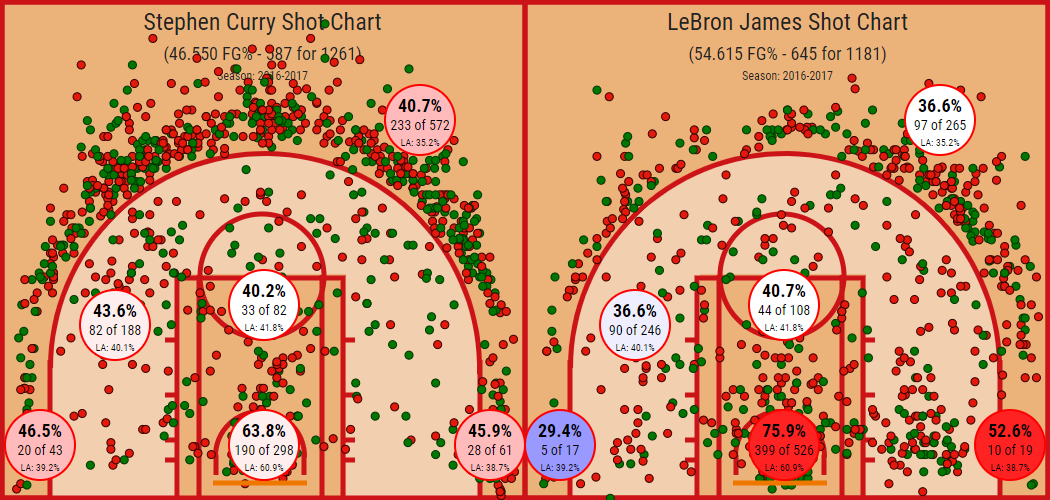 Stephen Curry Shot Chart
(46.550 FG% - 587 for 1261)
Season: 2016-2017
40.7%
233 of 572
LA: 35.2%
40.2%
33 of 82
LA: 41.8%
43.6%
82 of 188
LA: 40.1%
46.5%
20 of 43
LA: 39.2%
63.8%
190 of 298
LA: 60.9%
45.9%
28 of 61
LA: 38.7%
LeBron James Shot Chart
(54.615 FG% - 645 for 1181)
Season: 2016-2017
36.6%
97 of 265
LA: 35.2%
40.7%
44 of 108
LA: 41.8%
36.6%
90 of 246
LA: 40.1%
29.4%
5 of 17
LA: 39.2%
75.9%
399 of 526
LA: 60.9%
52.6%
10 of 19
LA: 38.7%